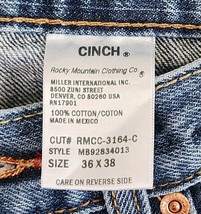 CINCH®
Rocky Mountain Clothing Co.®
MILLER INTERNATIONAL INC.
8500 ZUNI STREET
DENVER, CO 80260 USA
RN17901
100% COTTON/COTON
MADE IN MEXICO
CUT# RMCC-3164-C
STYLE MB92834013
SIZE 36 X 38
CARE ON REVERSE SIDE